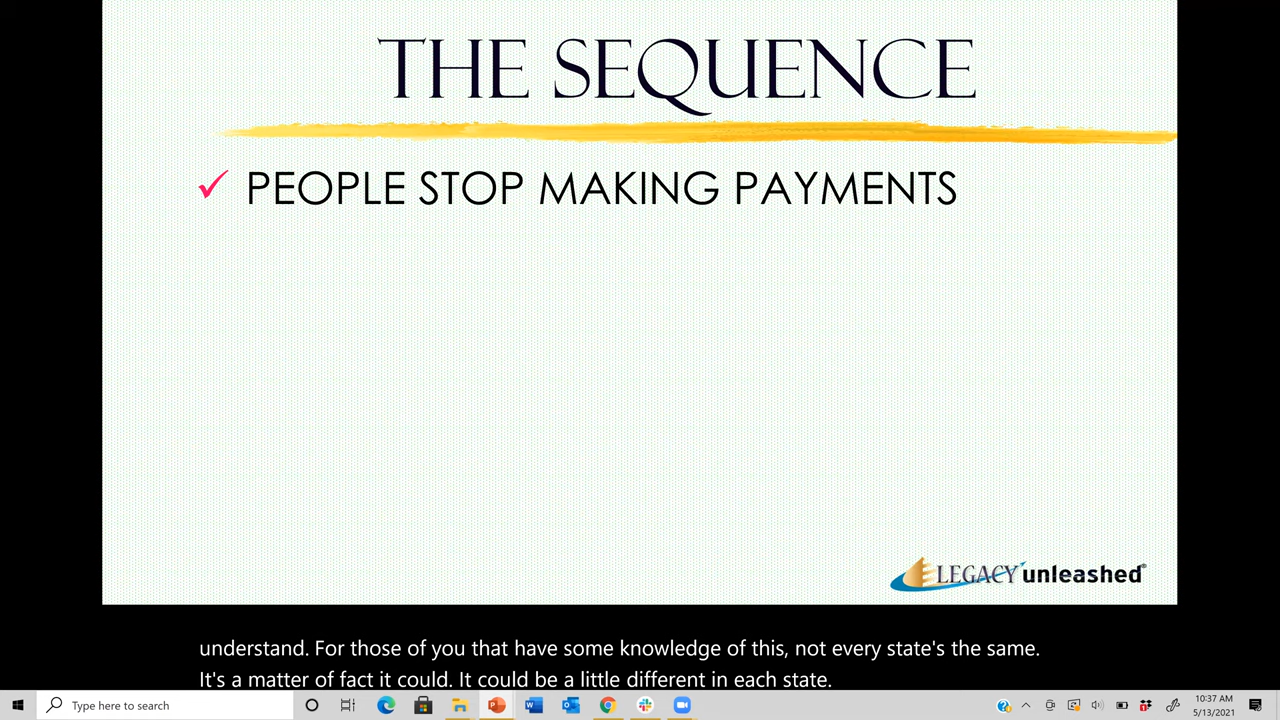 THE SEQUENCE
✓ PEOPLE STOP MAKING PAYMENTS
LEGACY unleashed®
understand. For those of you that have some knowledge of this, not every state's the same.
It's a matter of fact it could. It could be a little different in each state.
Type here to search
10:37 AM
5/13/2021